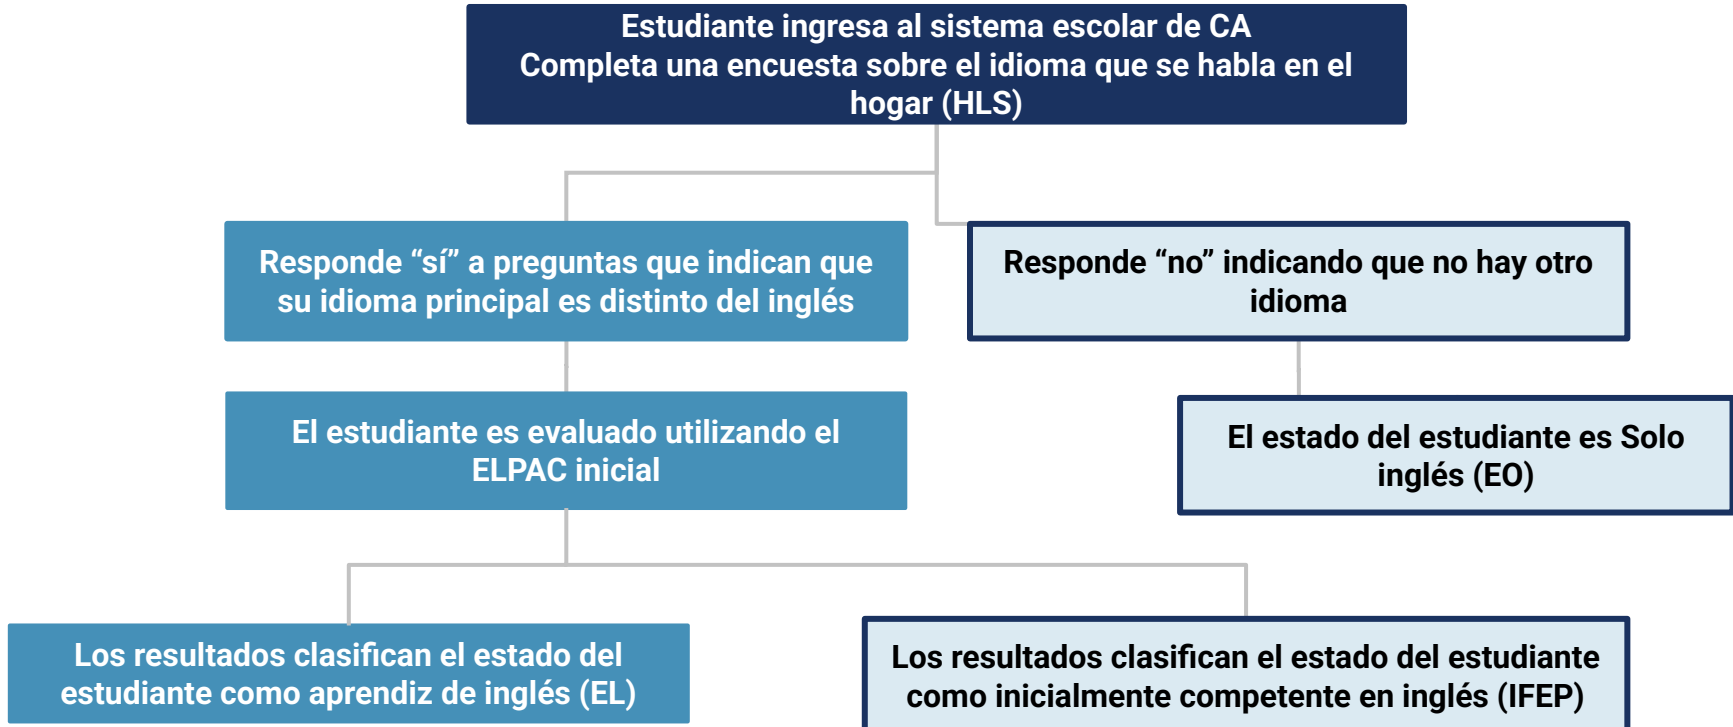 Estudiante ingresa al sistema escolar de CA
Completa una encuesta sobre el idioma que se habla en el
hogar (HLS)
Responde “sí” a preguntas que indican que
su idioma principal es distinto del inglés
Responde “no” indicando que no hay otro
idioma
El estudiante es evaluado utilizando el
ELPAC inicial
El estado del estudiante es Solo
inglés (EO)
Los resultados clasifican el estado del
estudiante como aprendiz de inglés (EL)
Los resultados clasifican el estado del estudiante
como inicialmente competente en inglés (IFEP)